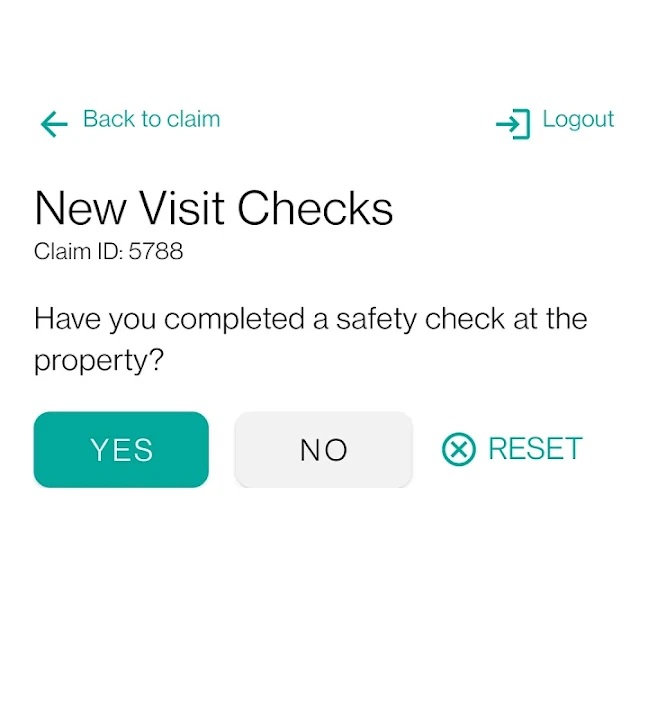 Back to claim
Logout
New Visit Checks
Claim ID: 5788
Have you completed a safety check at the
property?
YES
NO
RESET